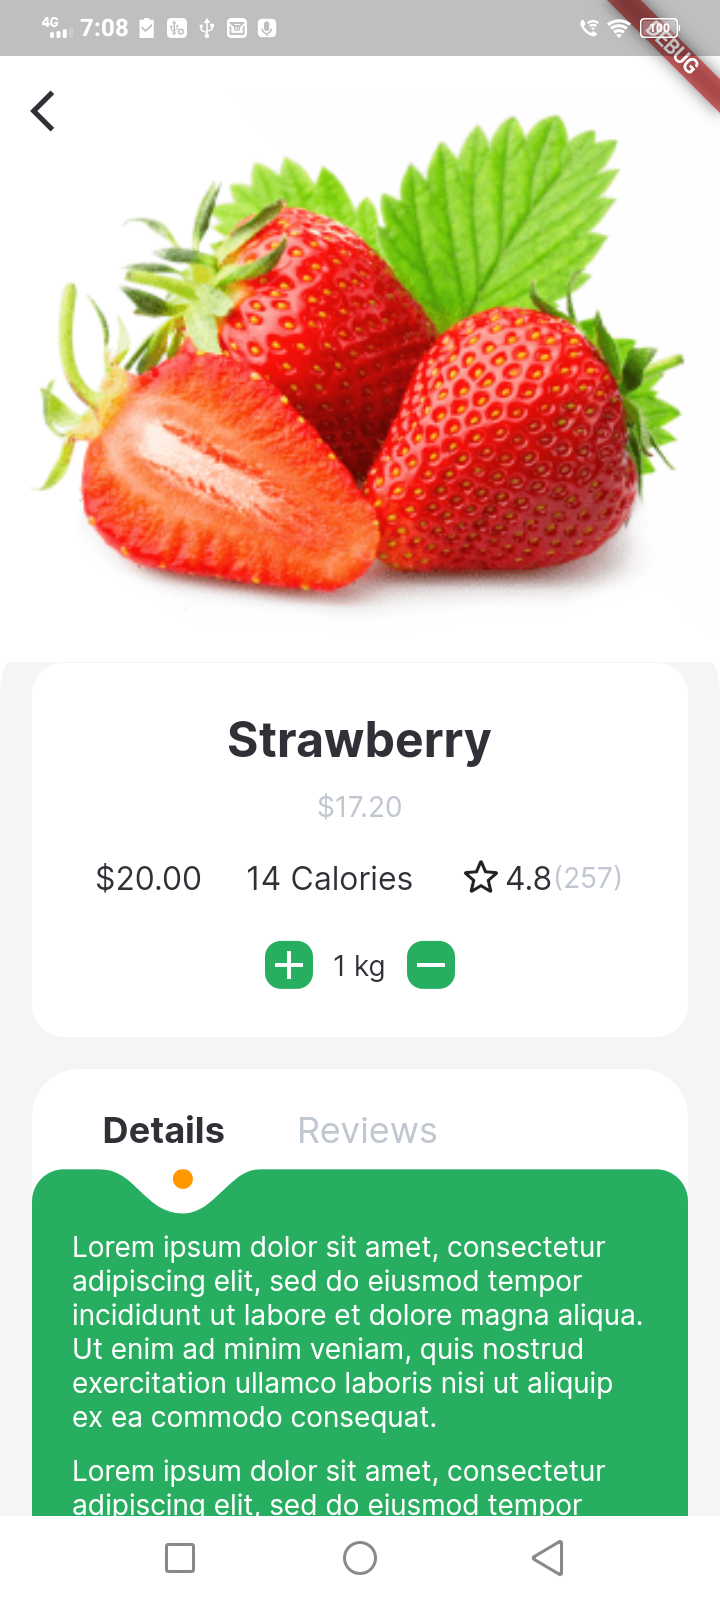 4G 7:08 100
DEBUG
Strawberry
$17.20
$20.00 14 Calories 4.8(257)
1 kg
Details Reviews
Lorem ipsum dolor sit amet, consectetur
adipiscing elit, sed do eiusmod tempor
incididunt ut labore et dolore magna aliqua.
Ut enim ad minim veniam, quis nostrud
exercitation ullamco laboris nisi ut aliquip
ex ea commodo consequat.
Lorem ipsum dolor sit amet, consectetur
adipiscing elit, sed do eiusmod tempor